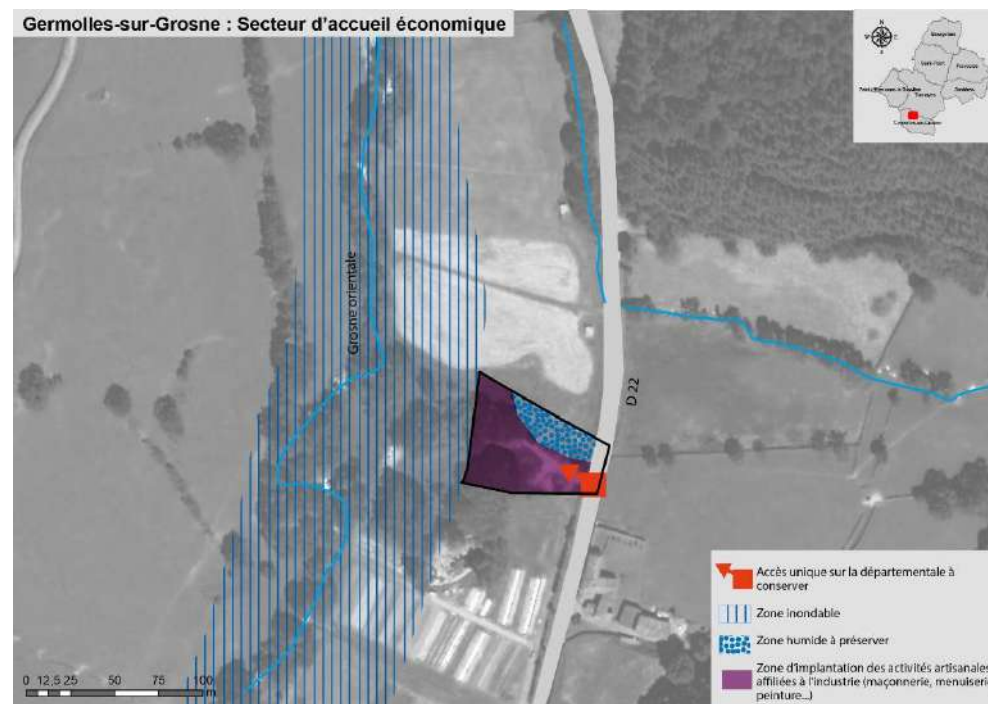 Germolles-sur-Grosne : Secteur d'accueil économique
N
E
S
Grosne orientale
D 22
Accès unique sur la départementale à
conserver
Zone inondable
Zone humide à préserver
Zone d'implantation des activités artisanales
affiliées à l'industrie (maçonnerie, menuiserie
peinture...)
0 12,5 25 50 75 100
m